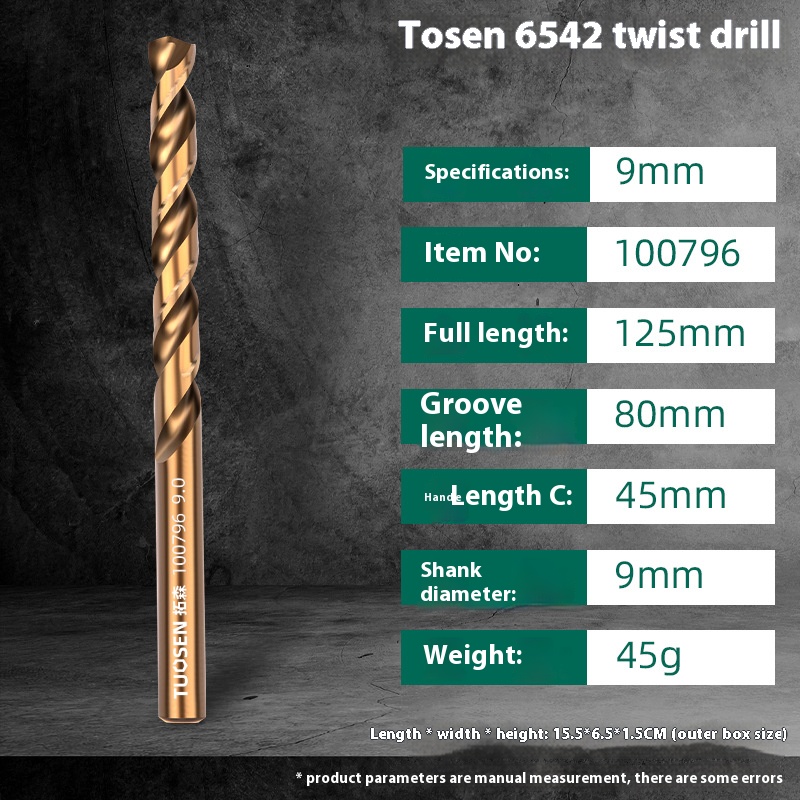 Tosen 6542 twist drill
Specifications: 9mm
Item No: 100796
Full length: 125mm
Groove
length: 80mm
Handle Length C: 45mm
Shank
diameter: 9mm
Weight: 45g
TUOSEN 拓森 100796 9.0
Length * width * height: 15.5*6.5*1.5CM (outer box size)
* product parameters are manual measurement, there are some errors